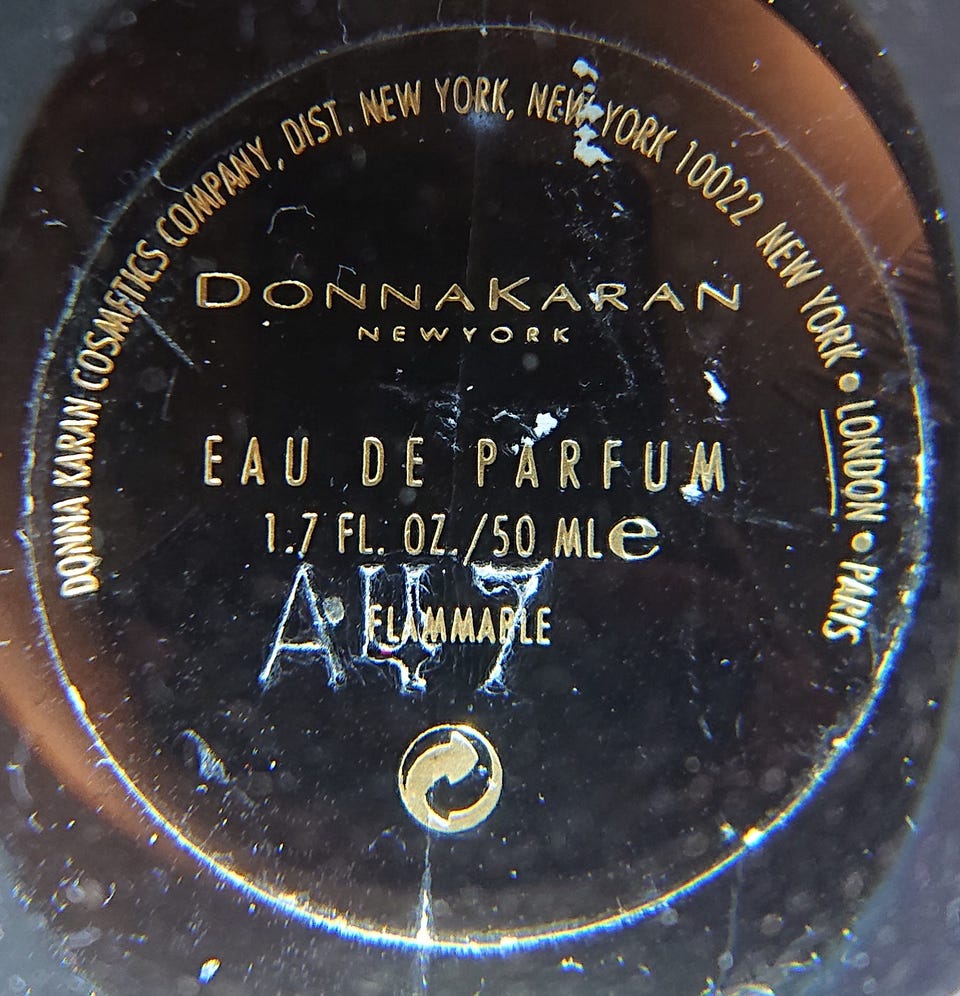 DONNA KARAN COSMETICS COMPANY, DIST. NEW YORK, NEW YORK 10022 NEW YORK • LONDON • PARIS
DONNAKARAN
NEWYORK
EAU DE PARFUM
1.7 FL. OZ./50 ML e
FLAMMABLE